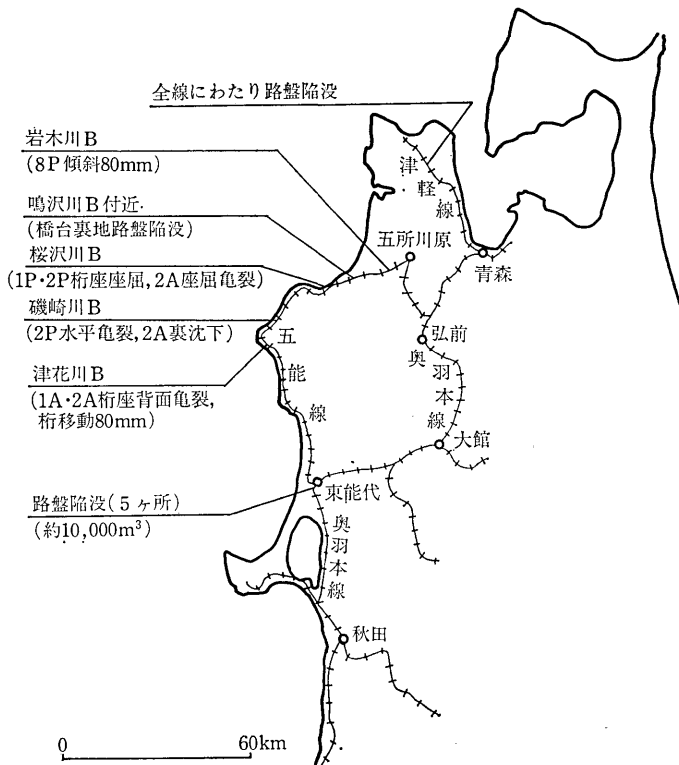 全線にわたり路盤陥没
岩木川B
(8P傾斜80mm)
鳴沢川B付近
(橋台裏地路盤陥没)
桜沢川B
(1P・2P桁座座屈,2A座屈亀裂)
磯崎川B
(2P水平亀裂,2A裏沈下)
津花川B
(1A・2A桁座背面亀裂,
桁移動80mm)
路盤陥没(5ヶ所)
(約10,000m³)
津軽線
五所川原
青森
弘前
奥羽本線
大館
五能線
東能代
奥羽本線
秋田
0 60km